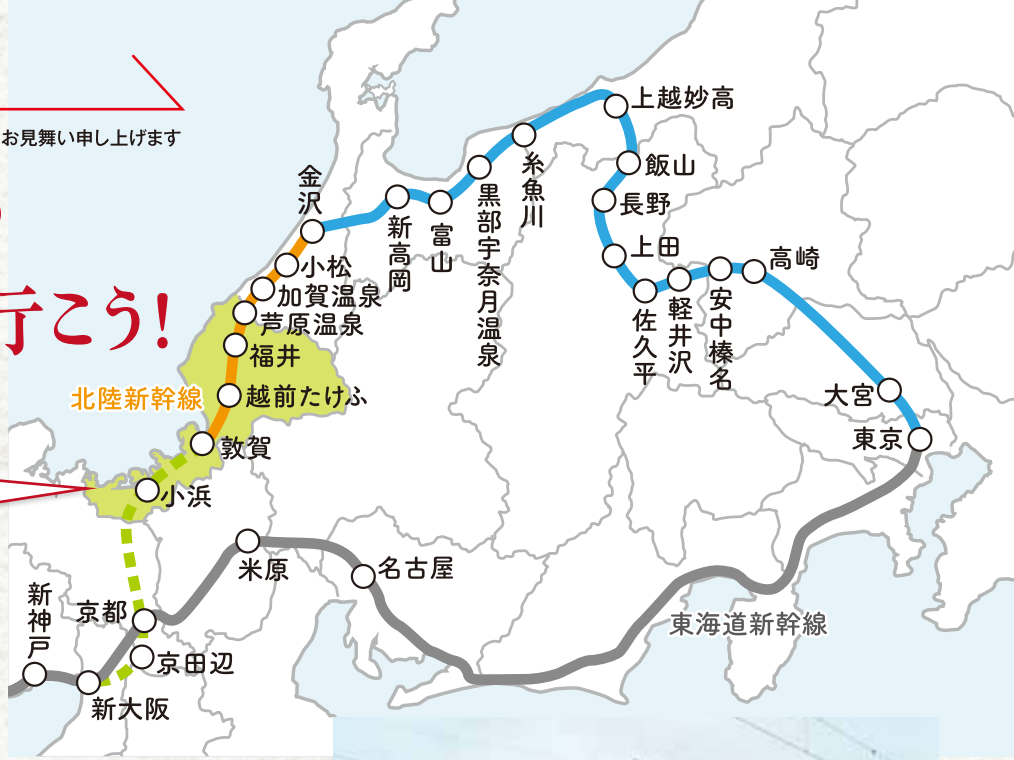 お見舞い申し上げます
行こう!
上越妙高
飯山
長野
上田
高崎
糸魚川
黒部宇奈月温泉
富山
新高岡
金沢
小松
加賀温泉
芦原温泉
福井
越前たけふ
北陸新幹線
敦賀
小浜
佐久平
軽井沢
安中榛名
大宮
東京
米原
名古屋
新神戸
京都
京田辺
新大阪
東海道新幹線